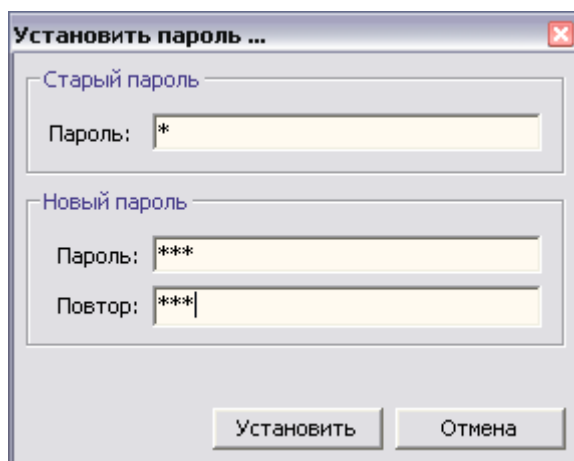 Установить пароль ...
Старый пароль
Пароль: *
Новый пароль
Пароль: ***
Повтор: ***
Установить Отмена